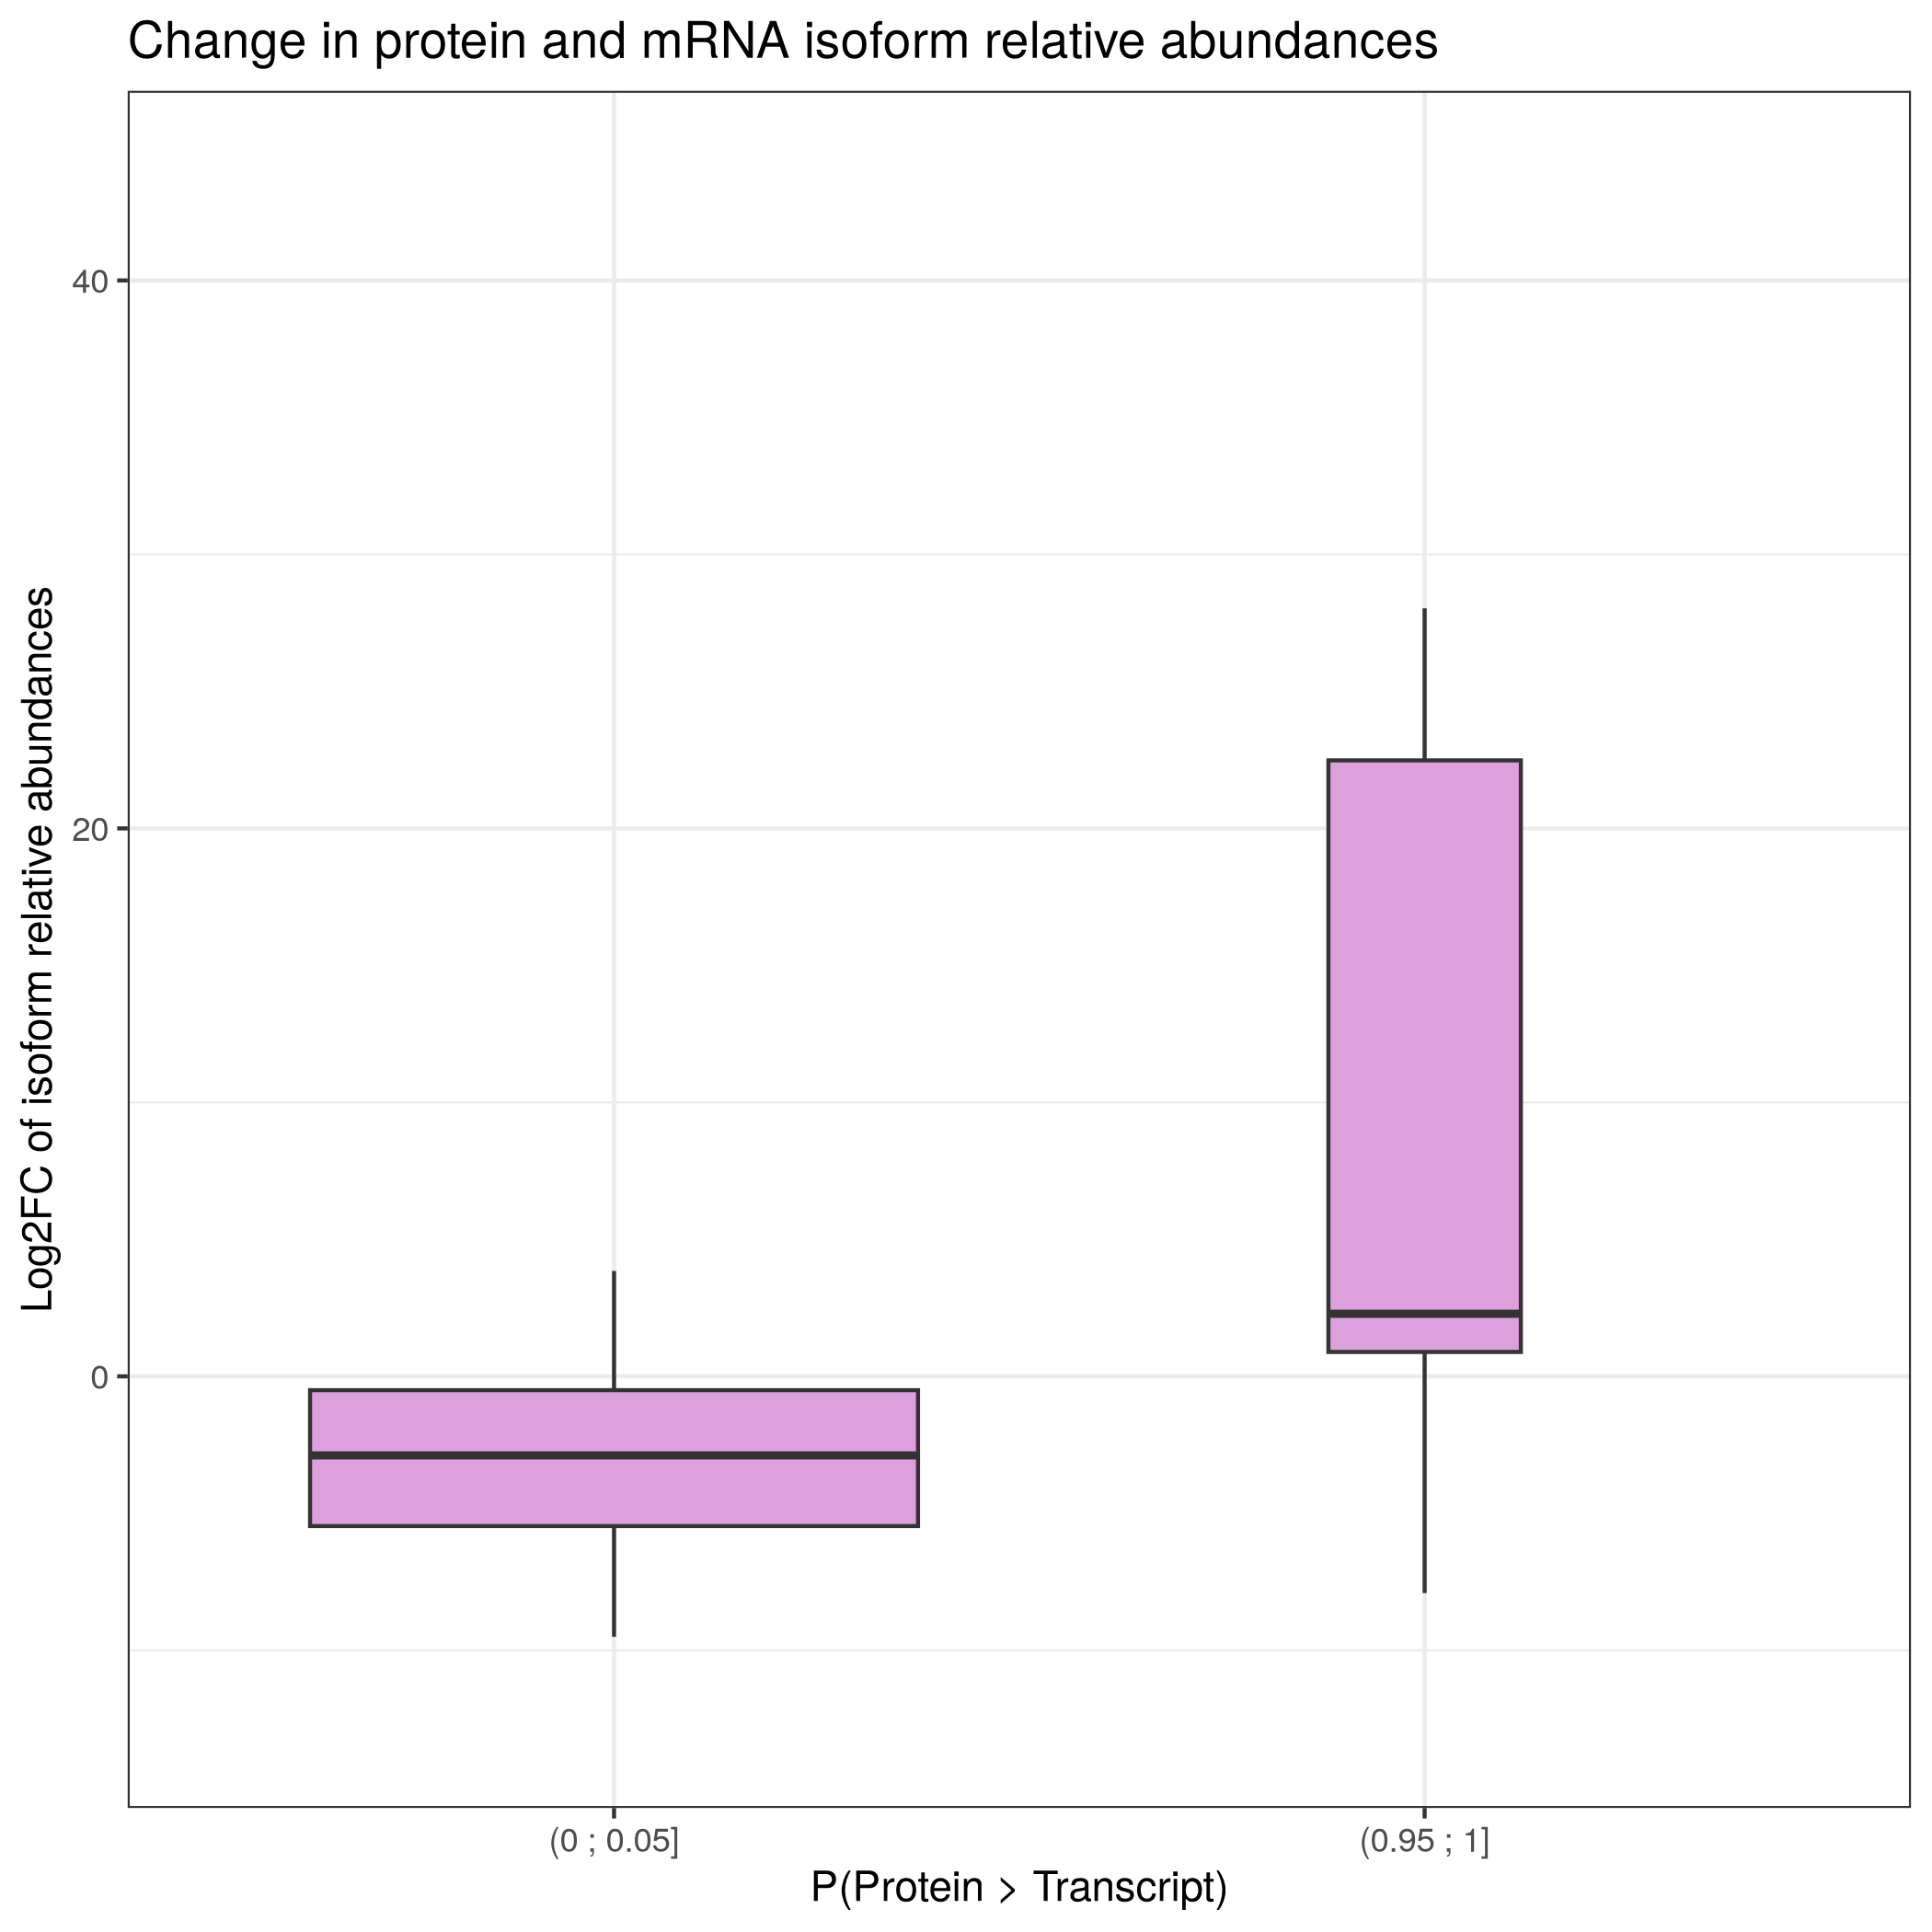 Change in protein and mRNA isoform relative abundances
Log2FC of isoform relative abundances
40
20
0
(0 ; 0.05]
(0.95 ; 1]
P(Protein > Transcript)